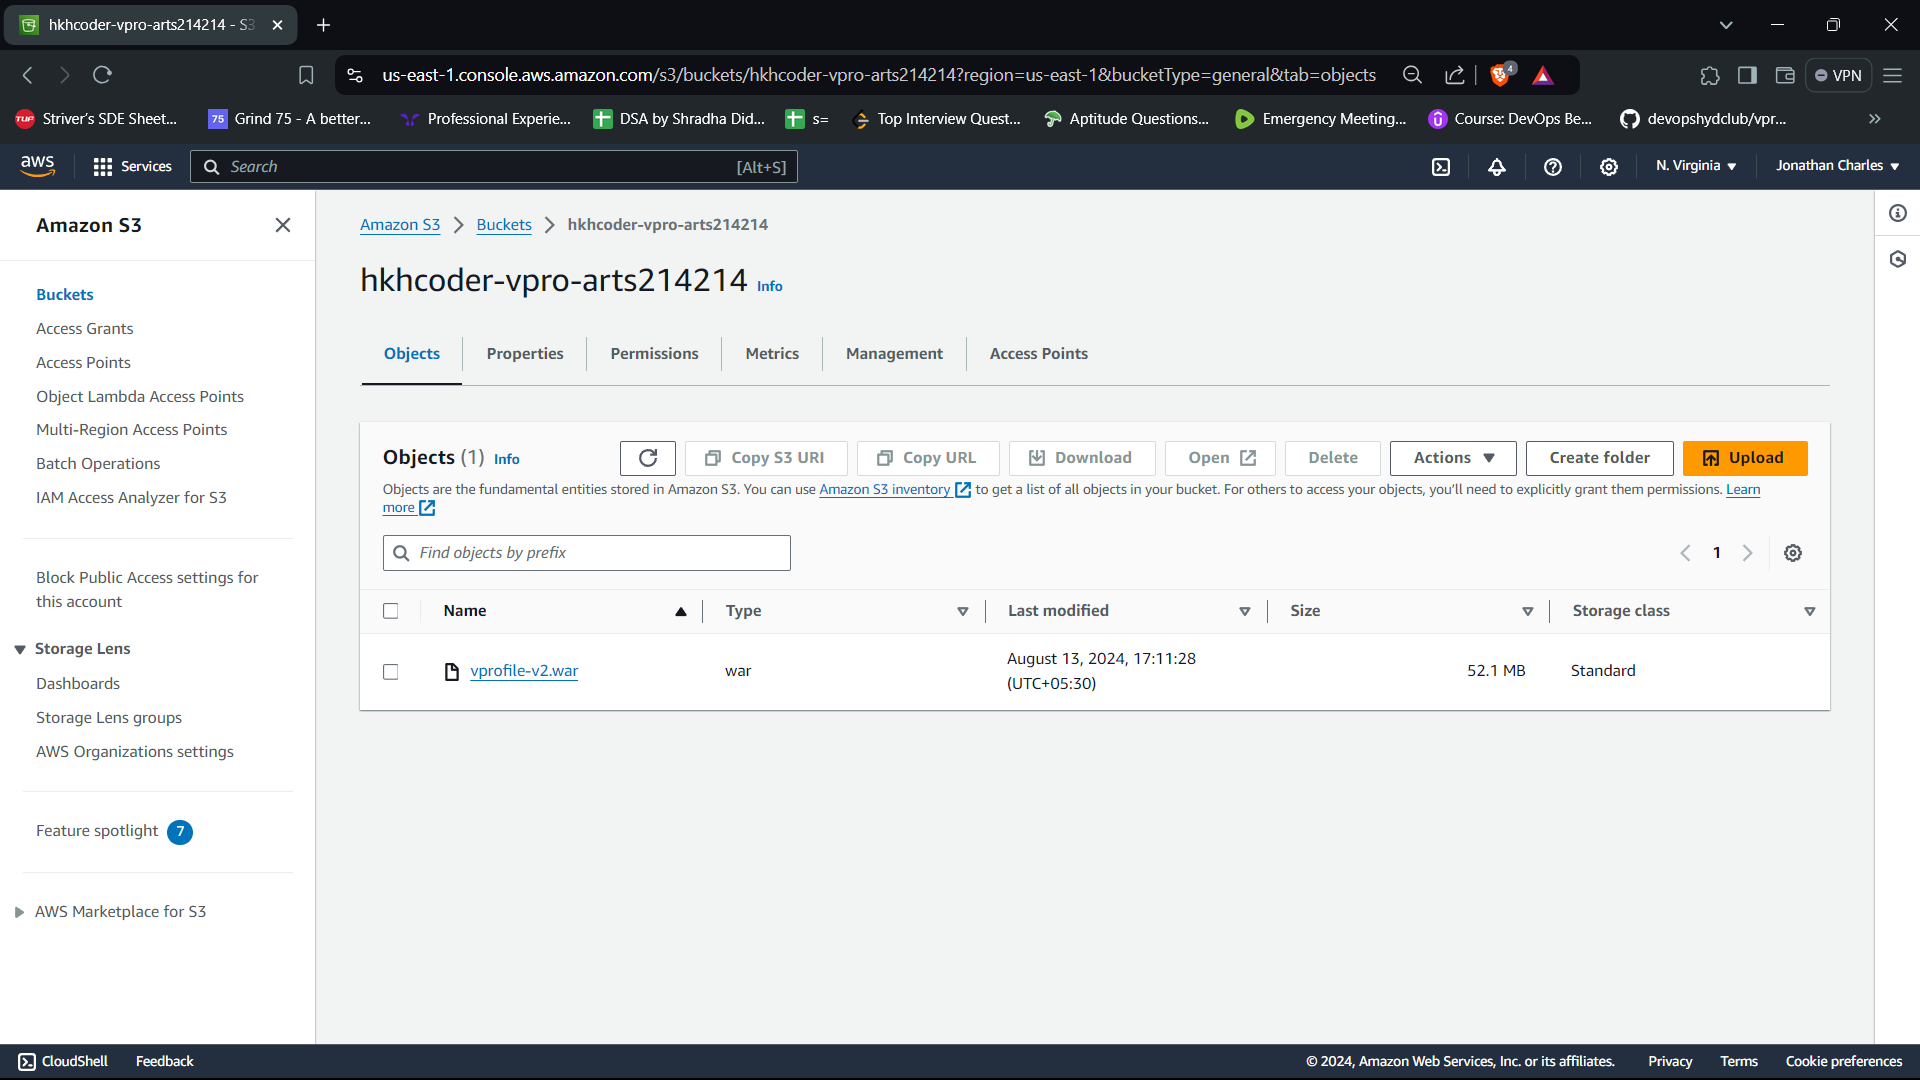 hkhcoder-vpro-arts214214 - S3
us-east-1.console.aws.amazon.com/s3/buckets/hkhcoder-vpro-arts214214?region=us-east-1&bucketType=general&tab=objects
4
VPN
TUF Striver's SDE Sheet...
75 Grind 75 - A better...
Professional Experie...
DSA by Shradha Did...
s=
Top Interview Quest...
Aptitude Questions...
Emergency Meeting...
Course: DevOps Be...
devopshydclub/vpr...
aws
Services
Search
[Alt+S]
N. Virginia
Jonathan Charles
Amazon S3
Buckets
Access Grants
Access Points
Object Lambda Access Points
Multi-Region Access Points
Batch Operations
IAM Access Analyzer for S3
Block Public Access settings for
this account
Storage Lens
Dashboards
Storage Lens groups
AWS Organizations settings
Feature spotlight 7
AWS Marketplace for S3
Amazon S3 > Buckets > hkhcoder-vpro-arts214214
hkhcoder-vpro-arts214214 Info
Objects
Properties
Permissions
Metrics
Management
Access Points
Objects (1) Info
Copy S3 URI
Copy URL
Download
Open
Delete
Actions
Create folder
Upload
Objects are the fundamental entities stored in Amazon S3. You can use Amazon S3 inventory to get a list of all objects in your bucket. For others to access your objects, you'll need to explicitly grant them permissions. Learn
more
Find objects by prefix
1
Name
Type
Last modified
Size
Storage class
vprofile-v2.war
war
August 13, 2024, 17:11:28
(UTC+05:30)
52.1 MB
Standard
CloudShell
Feedback
© 2024, Amazon Web Services, Inc. or its affiliates.
Privacy
Terms
Cookie preferences